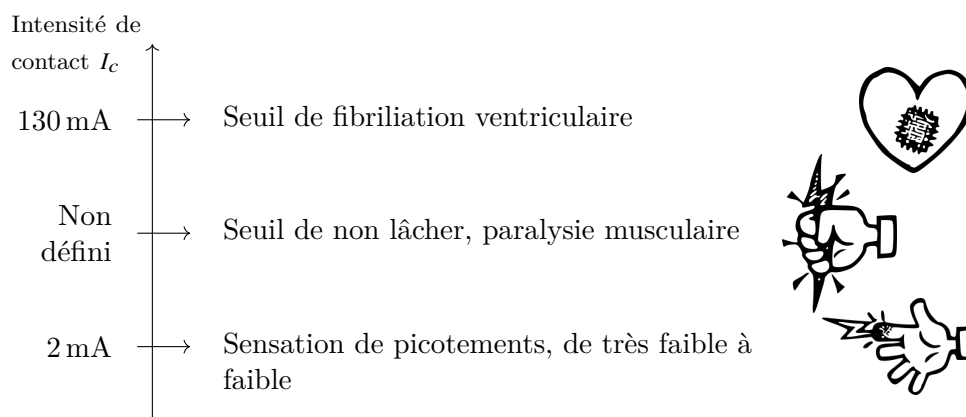 Intensité de
contact I_c
130 mA
Seuil de fibriliation ventriculaire
Non
défini
Seuil de non lâcher, paralysie musculaire
2 mA
Sensation de picotements, de très faible à
faible